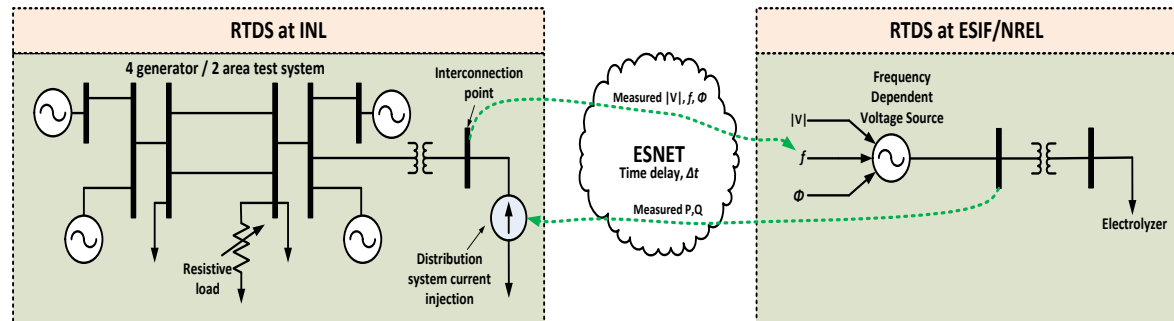 RTDS at INL
RTDS at ESIF/NREL
4 generator / 2 area test system
Interconnection
point
Resistive
load
Distribution
system current
injection
Measured |V|, f, Φ
ESNET
Time delay, Δt
Measured P,Q
Frequency
Dependent
Voltage Source
|V|
f
Φ
Electrolyzer